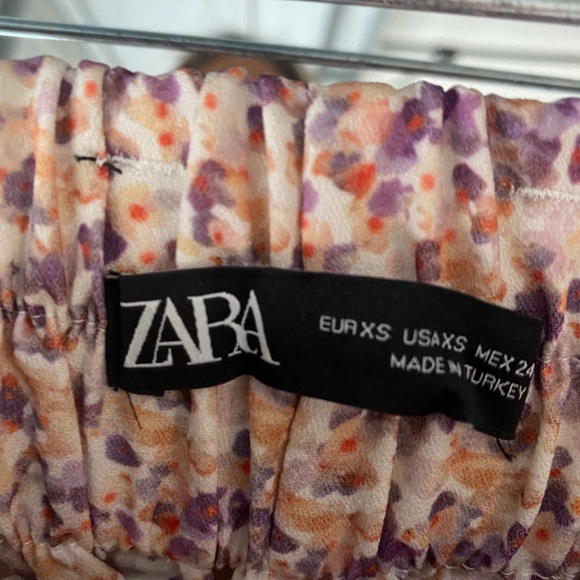 ZARA
EUR XS USA XS MEX 24
MADE IN TURKEY